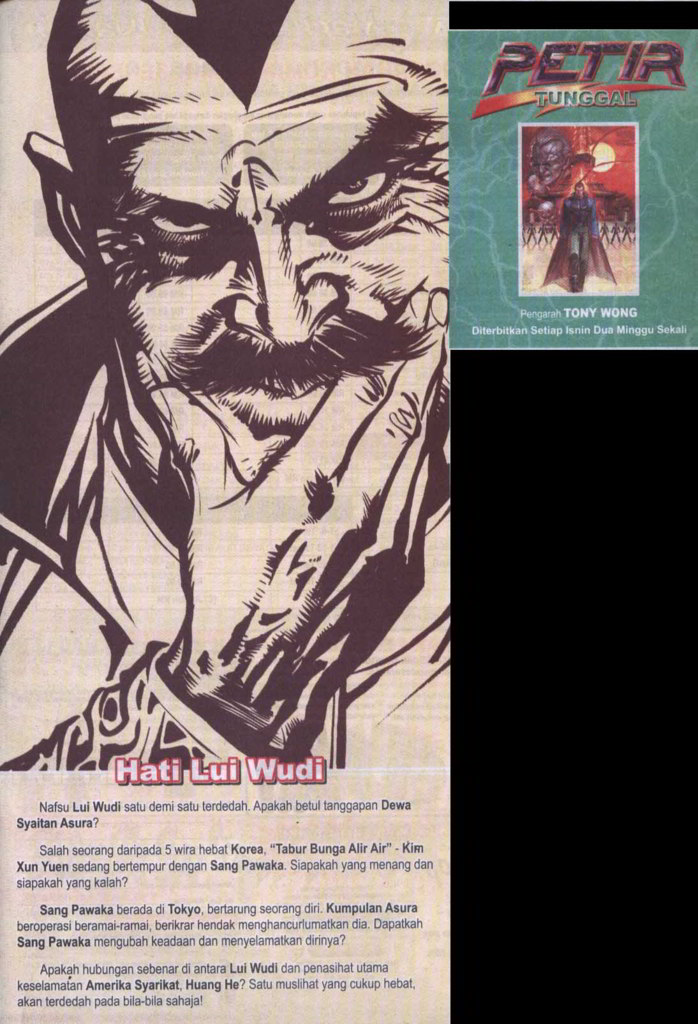 PETIR
TUNGGAL
Pengarah TONY WONG
Diterbitkan Setiap Isnin Dua Minggu Sekali
Hati Lui Wudi
Nafsu Lui Wudi satu demi satu terdedah. Apakah betul tanggapan Dewa
Syaitan Asura?
Salah seorang daripada 5 wira hebat Korea, “Tabur Bunga Alir Air” - Kim
Xun Yuen sedang bertempur dengan Sang Pawaka. Siapakah yang menang dan
siapakah yang kalah?
Sang Pawaka berada di Tokyo, bertarung seorang diri. Kumpulan Asura
beroperasi beramai-ramai, berikrar hendak menghancurlumatkan dia. Dapatkah
Sang Pawaka mengubah keadaan dan menyelamatkan dirinya?
Apakah hubungan sebenar di antara Lui Wudi dan penasihat utama
keselamatan Amerika Syarikat, Huang He? Satu muslihat yang cukup hebat,
akan terdedah pada bila-bila sahaja!